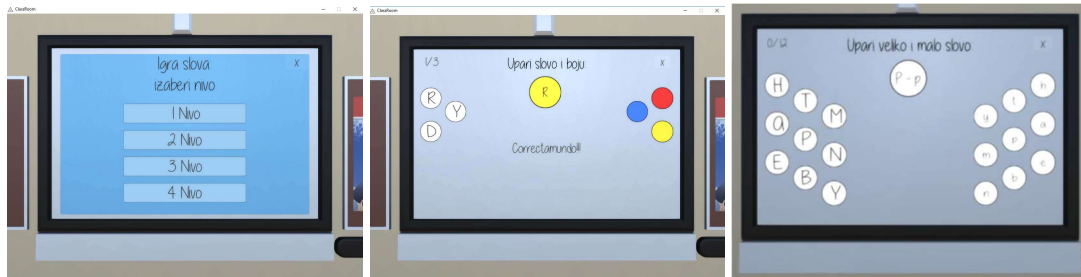 ClassRoom
Igra slova
X
izaberi nivo
1 Nivo
2 Nivo
3 Nivo
4 Nivo
ClassRoom
1/3
Upari slovo i boju
X
R
R
Y
D
Correctamundo!!!
0/12
Upari veliko i malo slovo
X
P - p
H
T
M
a
P
N
E
B
Y
h
t
y
a
p
m
e
b
n